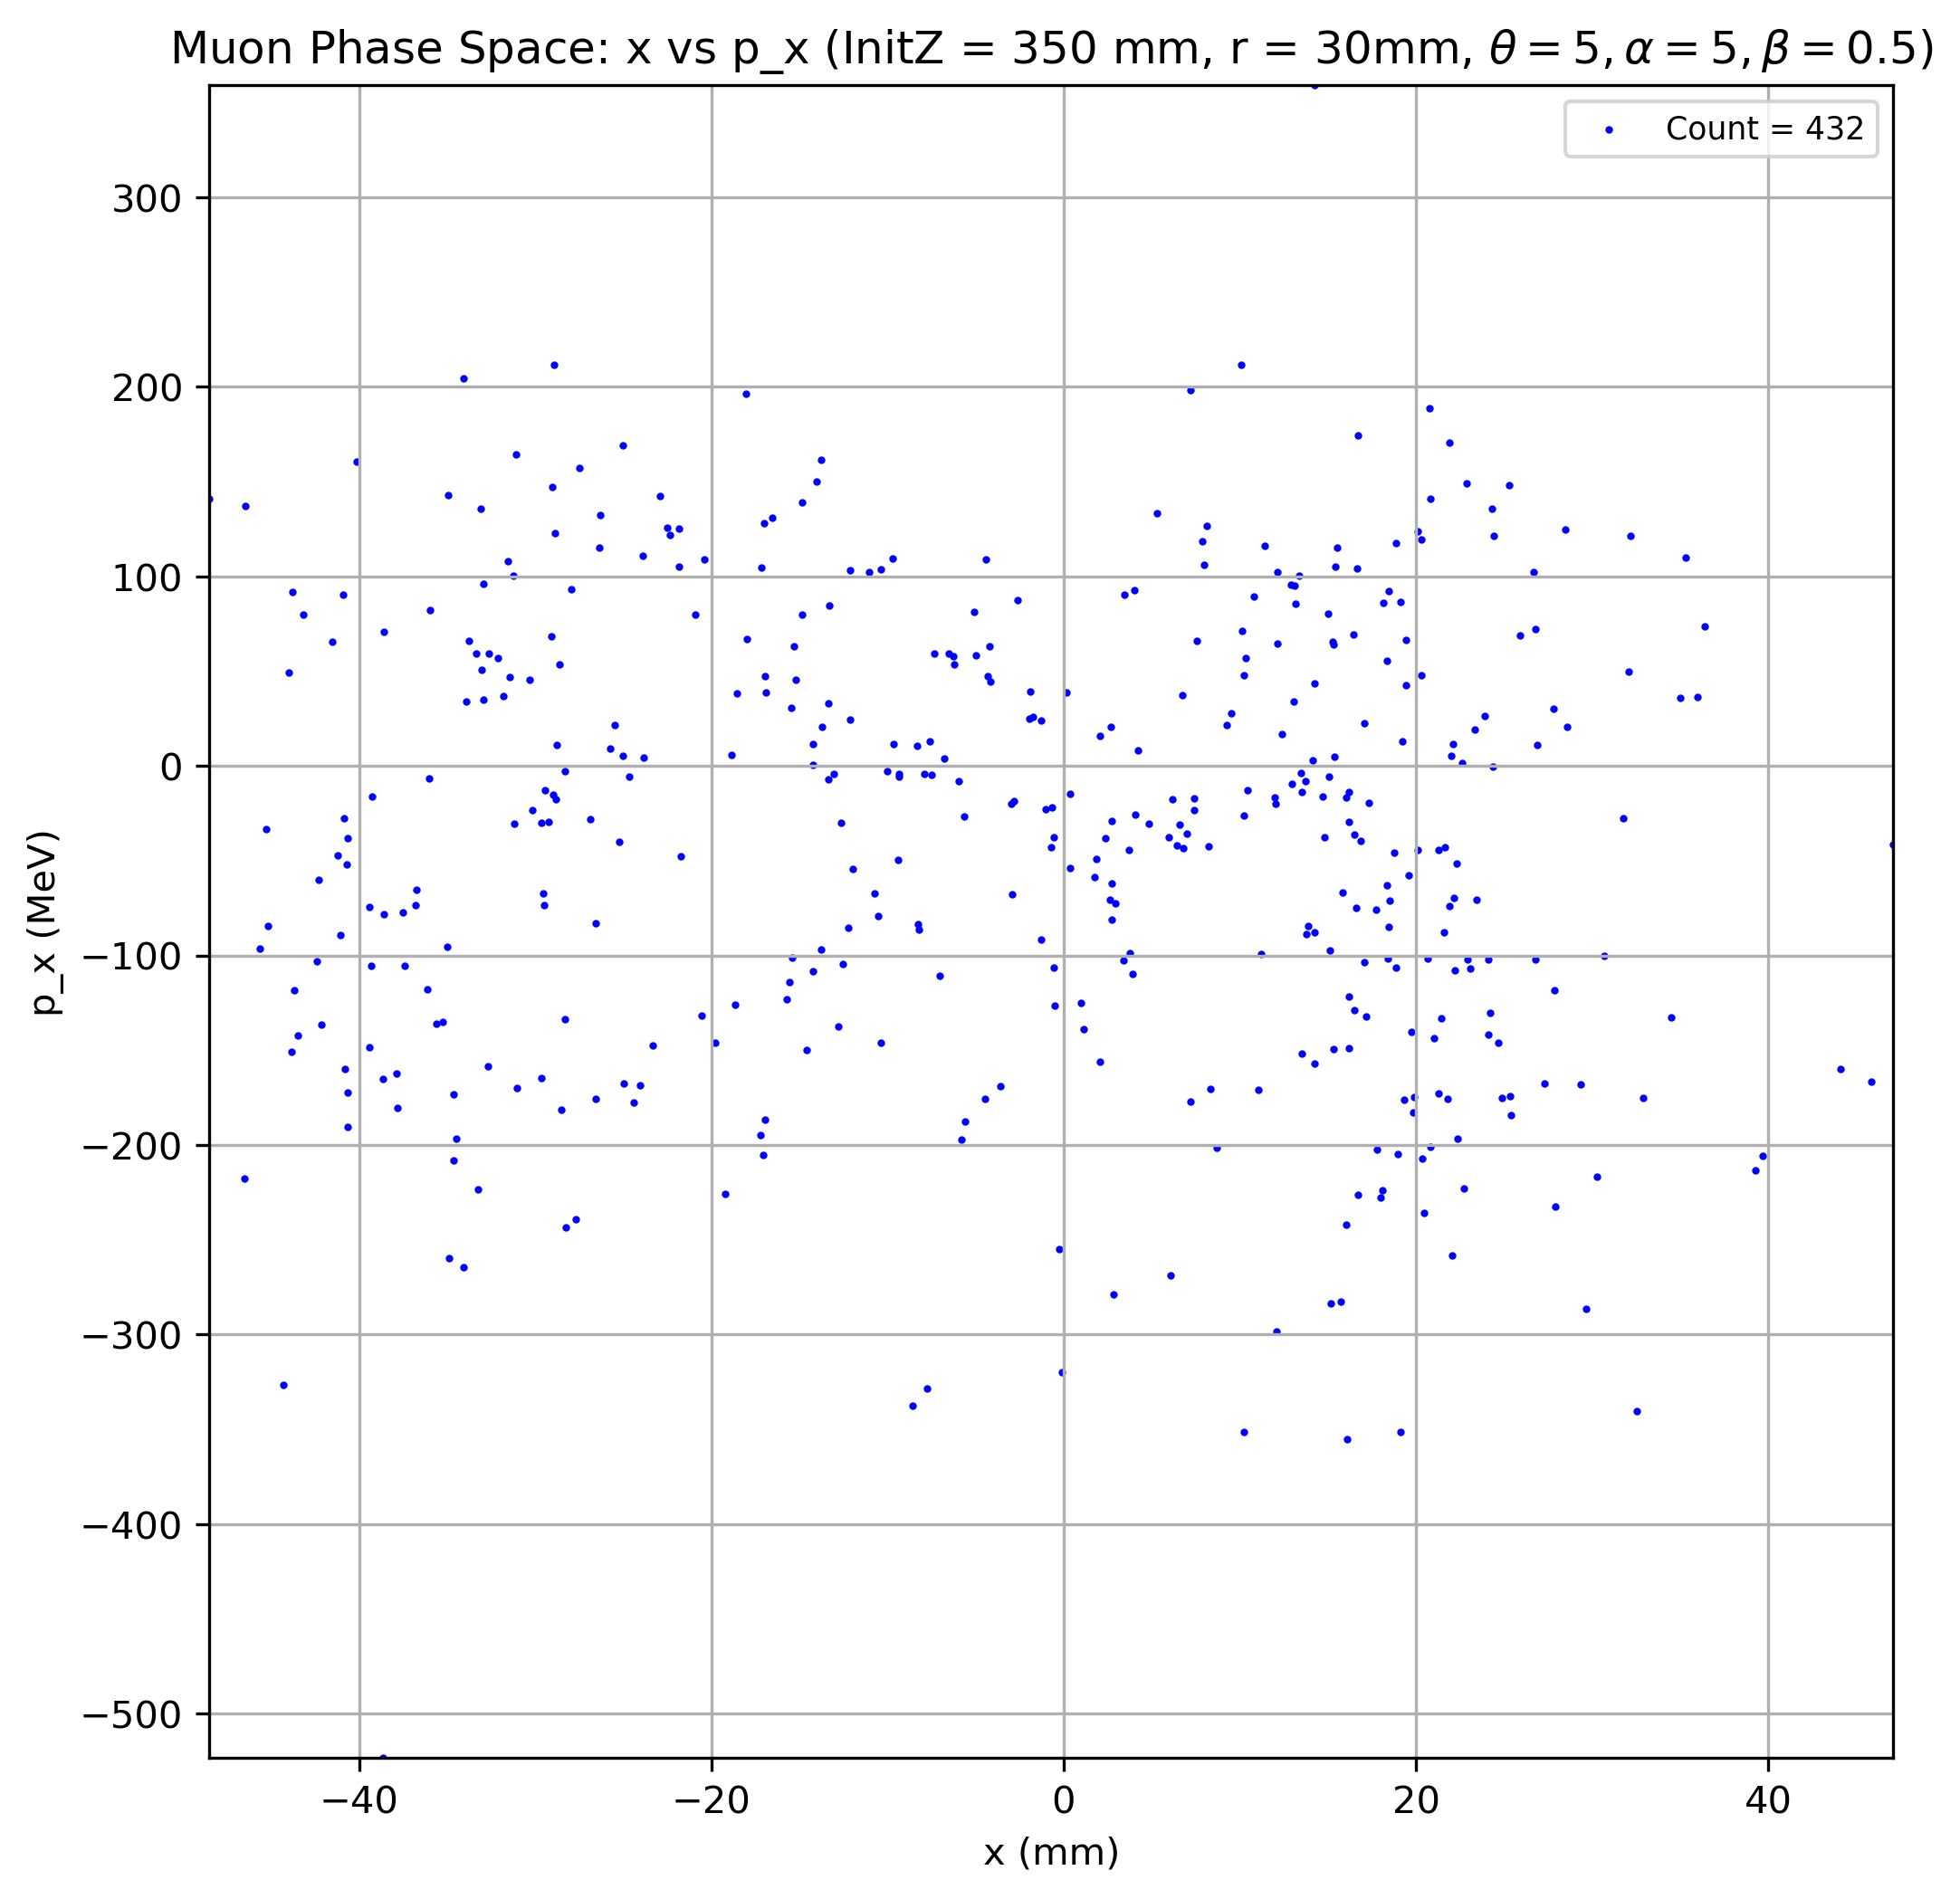 Muon Phase Space: x vs p_x (InitZ = 350 mm, r = 30mm, θ = 5, α = 5, β = 0.5)
Count = 432
300
200
100
0
−100
−200
−300
−400
−500
p_x (MeV)
−40 −20 0 20 40
x (mm)